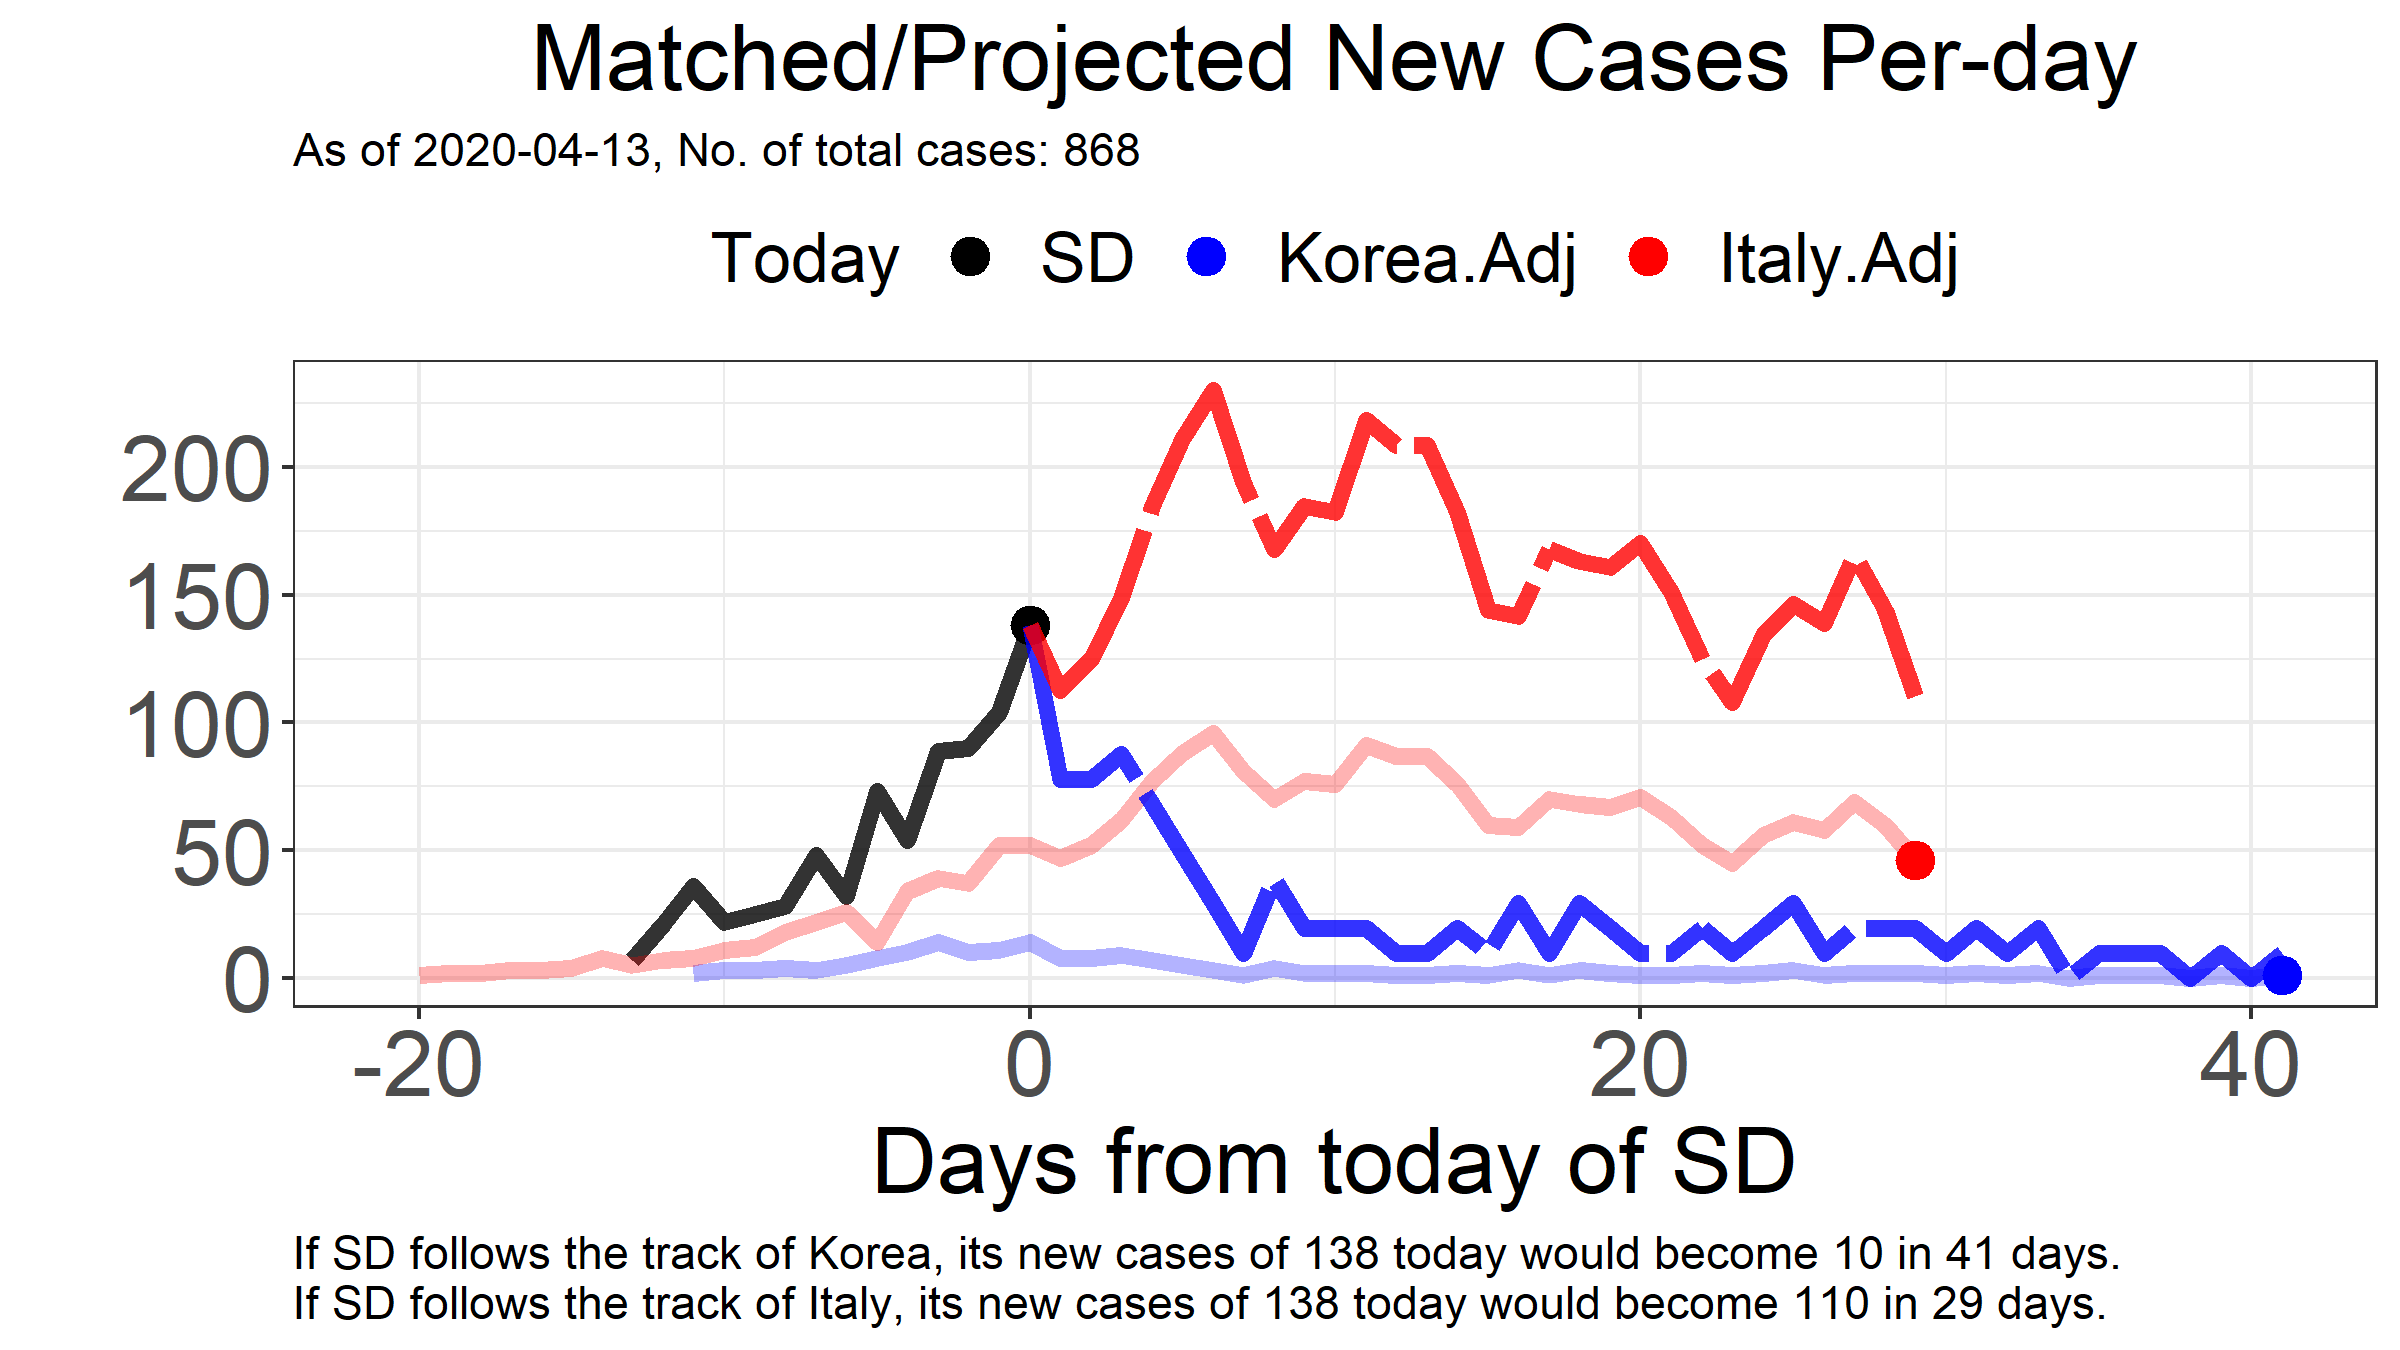 Matched/Projected New Cases Per-day
As of 2020-04-13, No. of total cases: 868
Today SD Korea.Adj Italy.Adj
200
150
100
50
0
-20 0 20 40
Days from today of SD
If SD follows the track of Korea, its new cases of 138 today would become 10 in 41 days.
If SD follows the track of Italy, its new cases of 138 today would become 110 in 29 days.